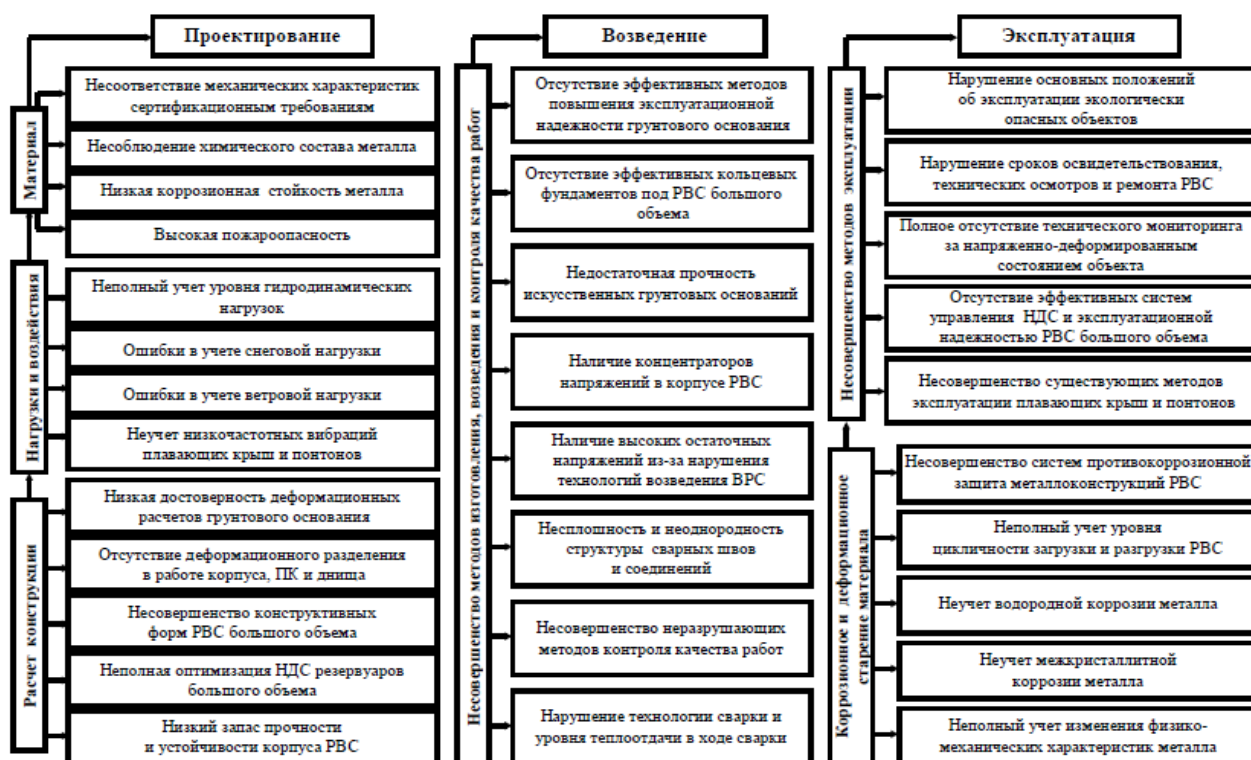 Проектирование
Материал
Несоответствие механических характеристик
сертификационным требованиям
Несоблюдение химического состава металла
Низкая коррозионная стойкость металла
Высокая пожароопасность
Нагрузки и воздействия
Неполный учет уровня гидродинамических
нагрузок
Ошибки в учете снеговой нагрузки
Ошибки в учете ветровой нагрузки
Неучет низкочастотных вибраций
плавающих крыш и понтонов
Расчет конструкции
Низкая достоверность деформационных
расчетов грунтового основания
Отсутствие деформационного разделения
в работе корпуса, ПК и днища
Несовершенство конструктивных
форм РВС большого объема
Неполная оптимизация НДС резервуаров
большого объема
Низкий запас прочности
и устойчивости корпуса РВС
Возведение
Несовершенство методов изготовления, возведения и контроля качества работ
Отсутствие эффективных методов
повышения эксплуатационной
надежности грунтового основания
Отсутствие эффективных кольцевых
фундаментов под РВС большого
объема
Недостаточная прочность
искусственных грунтовых оснований
Наличие концентраторов
напряжений в корпусе РВС
Наличие высоких остаточных
напряжений из-за нарушения
технологий возведения ВРС
Несплошность и неоднородность
структуры сварных швов
и соединений
Несовершенство неразрушающих
методов контроля качества работ
Нарушение технологии сварки и
уровня теплоотдачи в ходе сварки
Эксплуатация
Несовершенство методов эксплуатации
Нарушение основных положений
об эксплуатации экологически
опасных объектов
Нарушение сроков освидетельствования,
технических осмотров и ремонта РВС
Полное отсутствие технического мониторинга
за напряженно-деформированным
состоянием объекта
Отсутствие эффективных систем
управления НДС и эксплуатационной
надежностью РВС большого объема
Несовершенство существующих методов
эксплуатации плавающих крыш и понтонов
Коррозионное и деформационное
старение материала
Несовершенство систем противокоррозионной
защита металлоконструкций РВС
Неполный учет уровня
цикличности загрузки и разгрузки РВС
Неучет водородной коррозии металла
Неучет межкристаллитной
коррозии металла
Неполный учет изменения физико-
механических характеристик металла